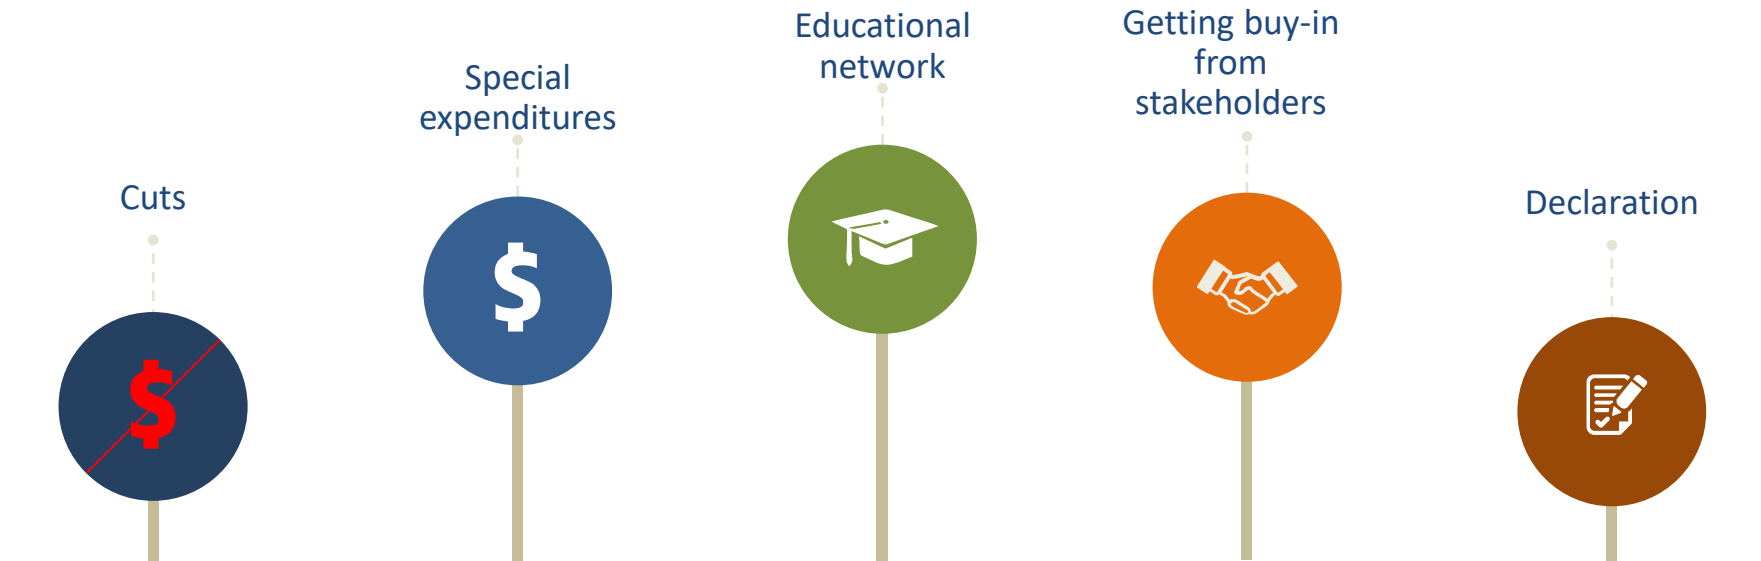 Cuts
Special
expenditures
Educational
network
Getting buy-in
from
stakeholders
Declaration
$
$